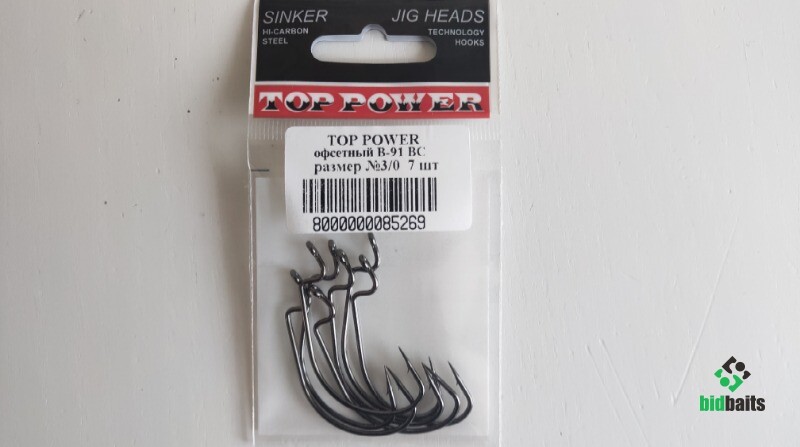 SINKER JIG HEADS
HI-CARBON TECHNOLOGY
STEEL HOOKS
TOP POWER
TOP POWER
офсетный B-91 BC
размер №3/0 7 шт
8000000085269
bidbaits